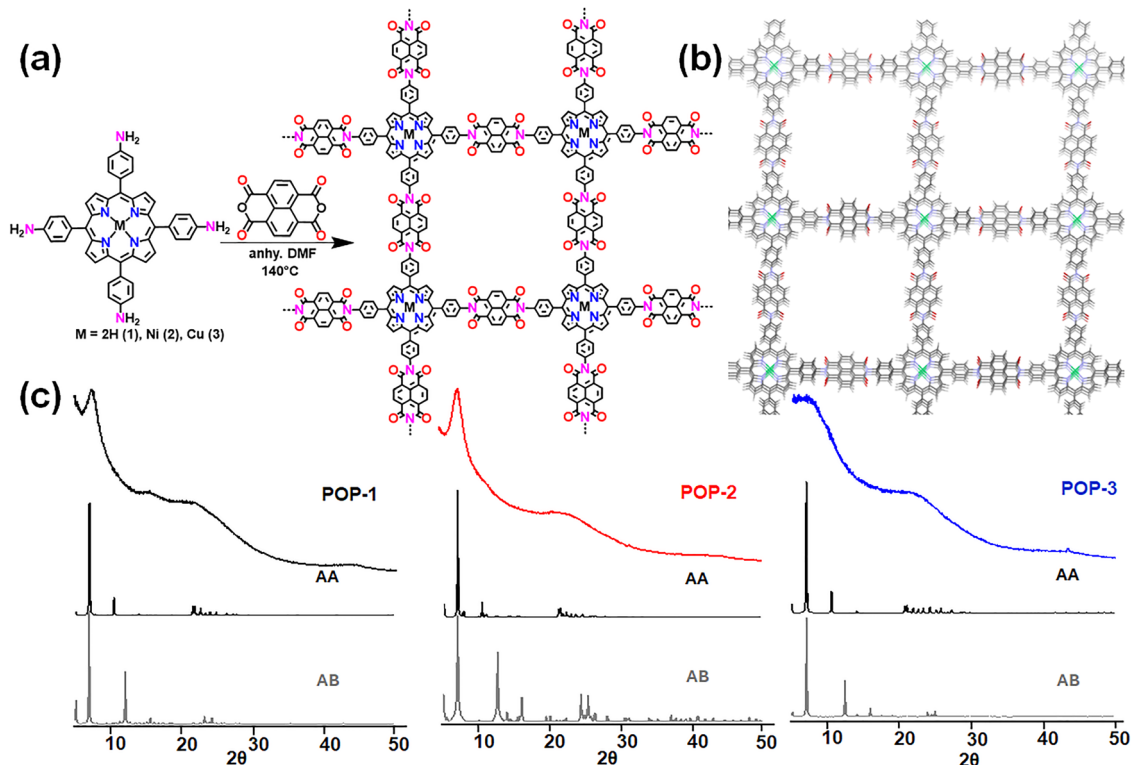 (a)
(b)
NH2
H2N
M
N
N
N
N
NH2
NH2
O
O
O
O
O
O
anhy. DMF
140°C
M = 2H (1), Ni (2), Cu (3)
O
N
O
M
(c)
POP-1
POP-2
POP-3
AA
AA
AA
AB
AB
AB
10 20 30 40 50
2θ
10 20 30 40 50
2θ
10 20 30 40 50
2θ